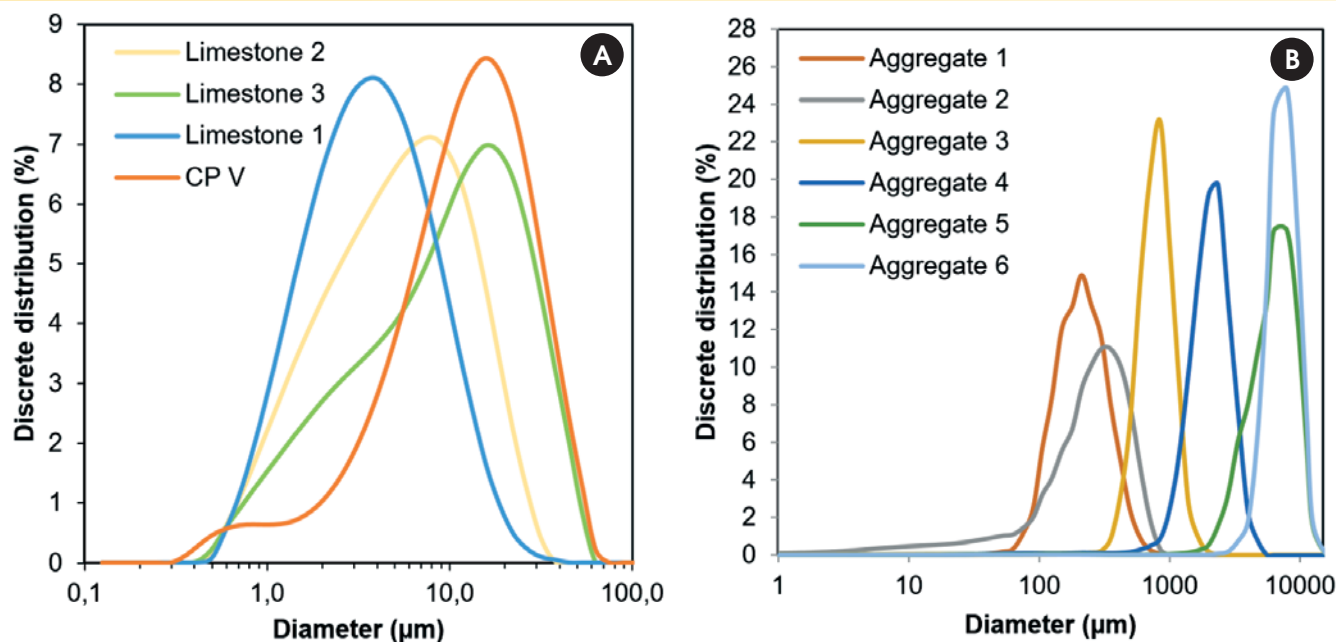 A
Limestone 2
Limestone 3
Limestone 1
CP V
Discrete distribution (%)
9
8
7
6
5
4
3
2
1
0
0,1 1,0 10,0 100,0
Diameter (µm)
B
Aggregate 1
Aggregate 2
Aggregate 3
Aggregate 4
Aggregate 5
Aggregate 6
Discrete distribution (%)
28
26
24
22
20
18
16
14
12
10
8
6
4
2
0
1 10 100 1000 10000
Diameter (µm)